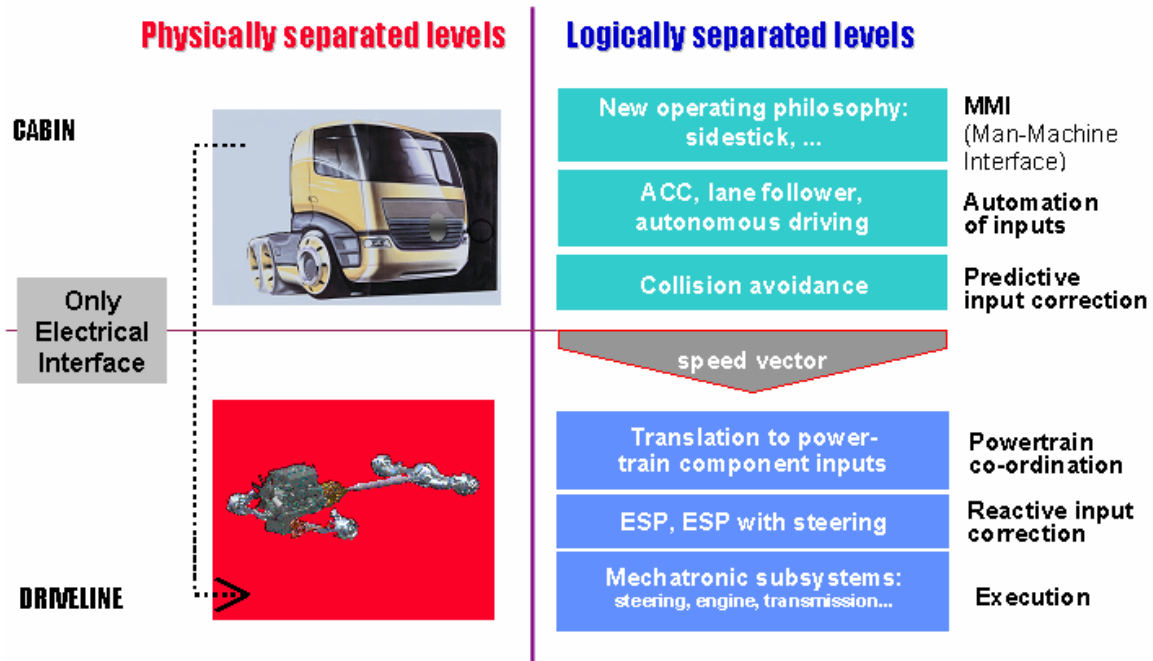 Physically separated levels
Logically separated levels
CABIN
Only
Electrical
Interface
DRIVELINE
New operating philosophy:
sidestick, ...
MMI
(Man-Machine
Interface)
ACC, lane follower,
autonomous driving
Automation
of inputs
Collision avoidance
Predictive
input correction
speed vector
Translation to power-
train component inputs
Powertrain
co-ordination
ESP, ESP with steering
Reactive input
correction
Mechatronic subsystems:
steering, engine, transmission...
Execution